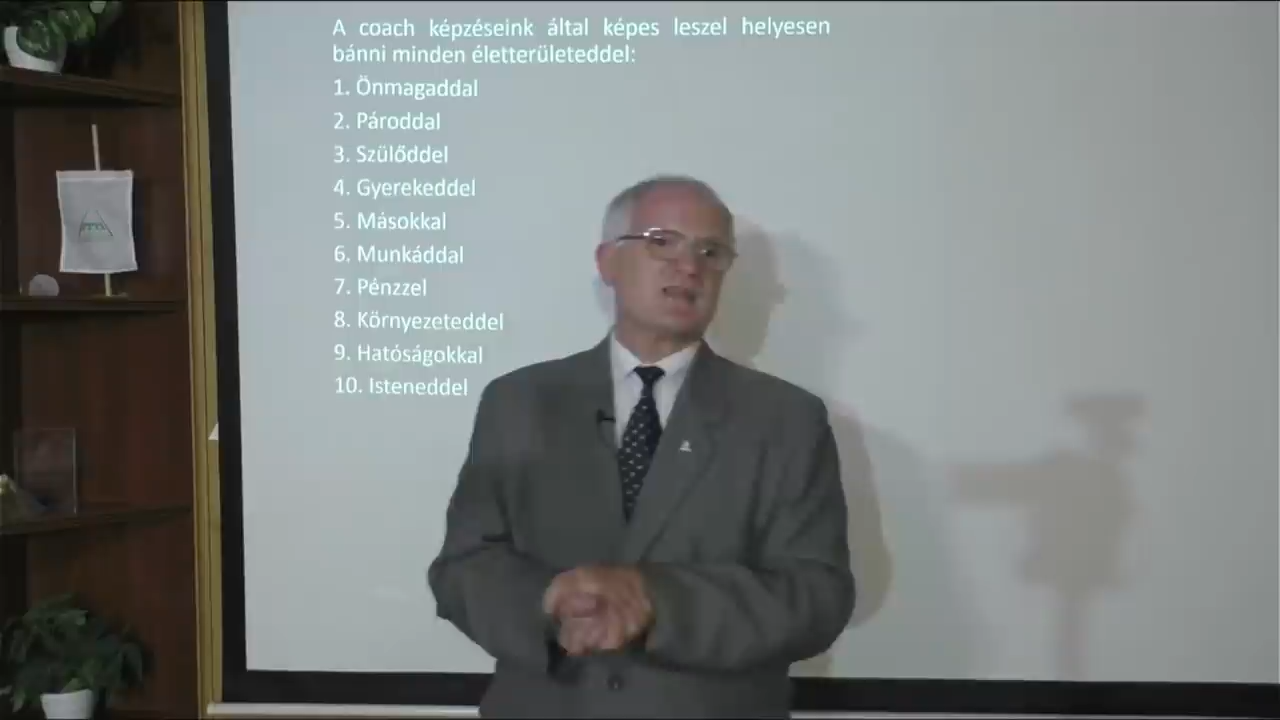 A coach képzéseink által képes leszel helyesen
bánni minden életterületeddel:
1. Önmagaddal
2. Pároddal
3. Szülőddel
4. Gyerekeddel
5. Másokkal
6. Munkáddal
7. Pénzzel
8. Környezeteddel
9. Hatóságokkal
10. Isteneddel